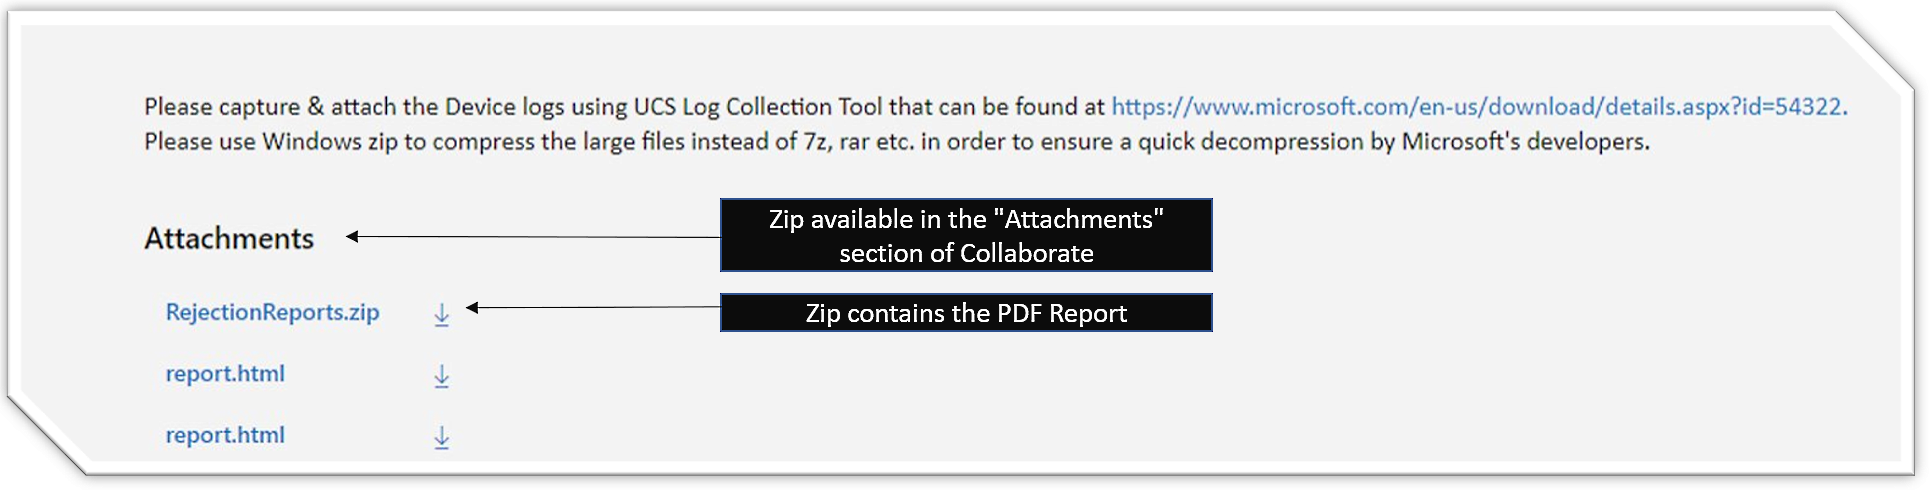 Please capture & attach the Device logs using UCS Log Collection Tool that can be found at https://www.microsoft.com/en-us/download/details.aspx?id=54322.
Please use Windows zip to compress the large files instead of 7z, rar etc. in order to ensure a quick decompression by Microsoft's developers.
Attachments
Zip available in the "Attachments"
section of Collaborate
RejectionReports.zip
Zip contains the PDF Report
report.html
report.html